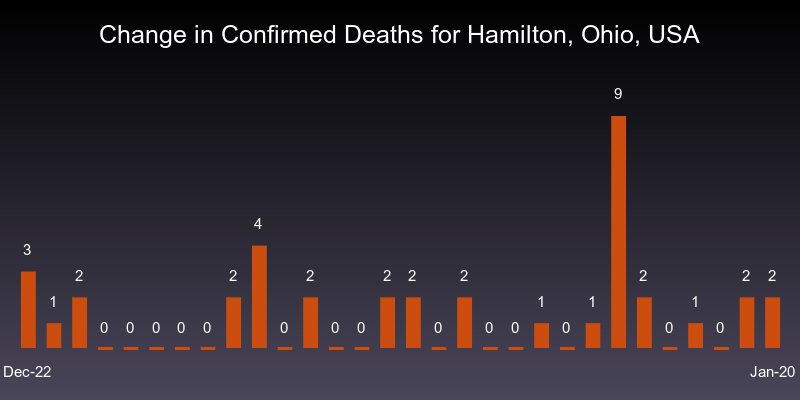 Change in Confirmed Deaths for Hamilton, Ohio, USA
3 1 2 0 0 0 0 0 2 4 0 2 0 0 2 2 0 2 0 0 1 0 1 9 2 0 1 0 2 2
Dec-22 Jan-20